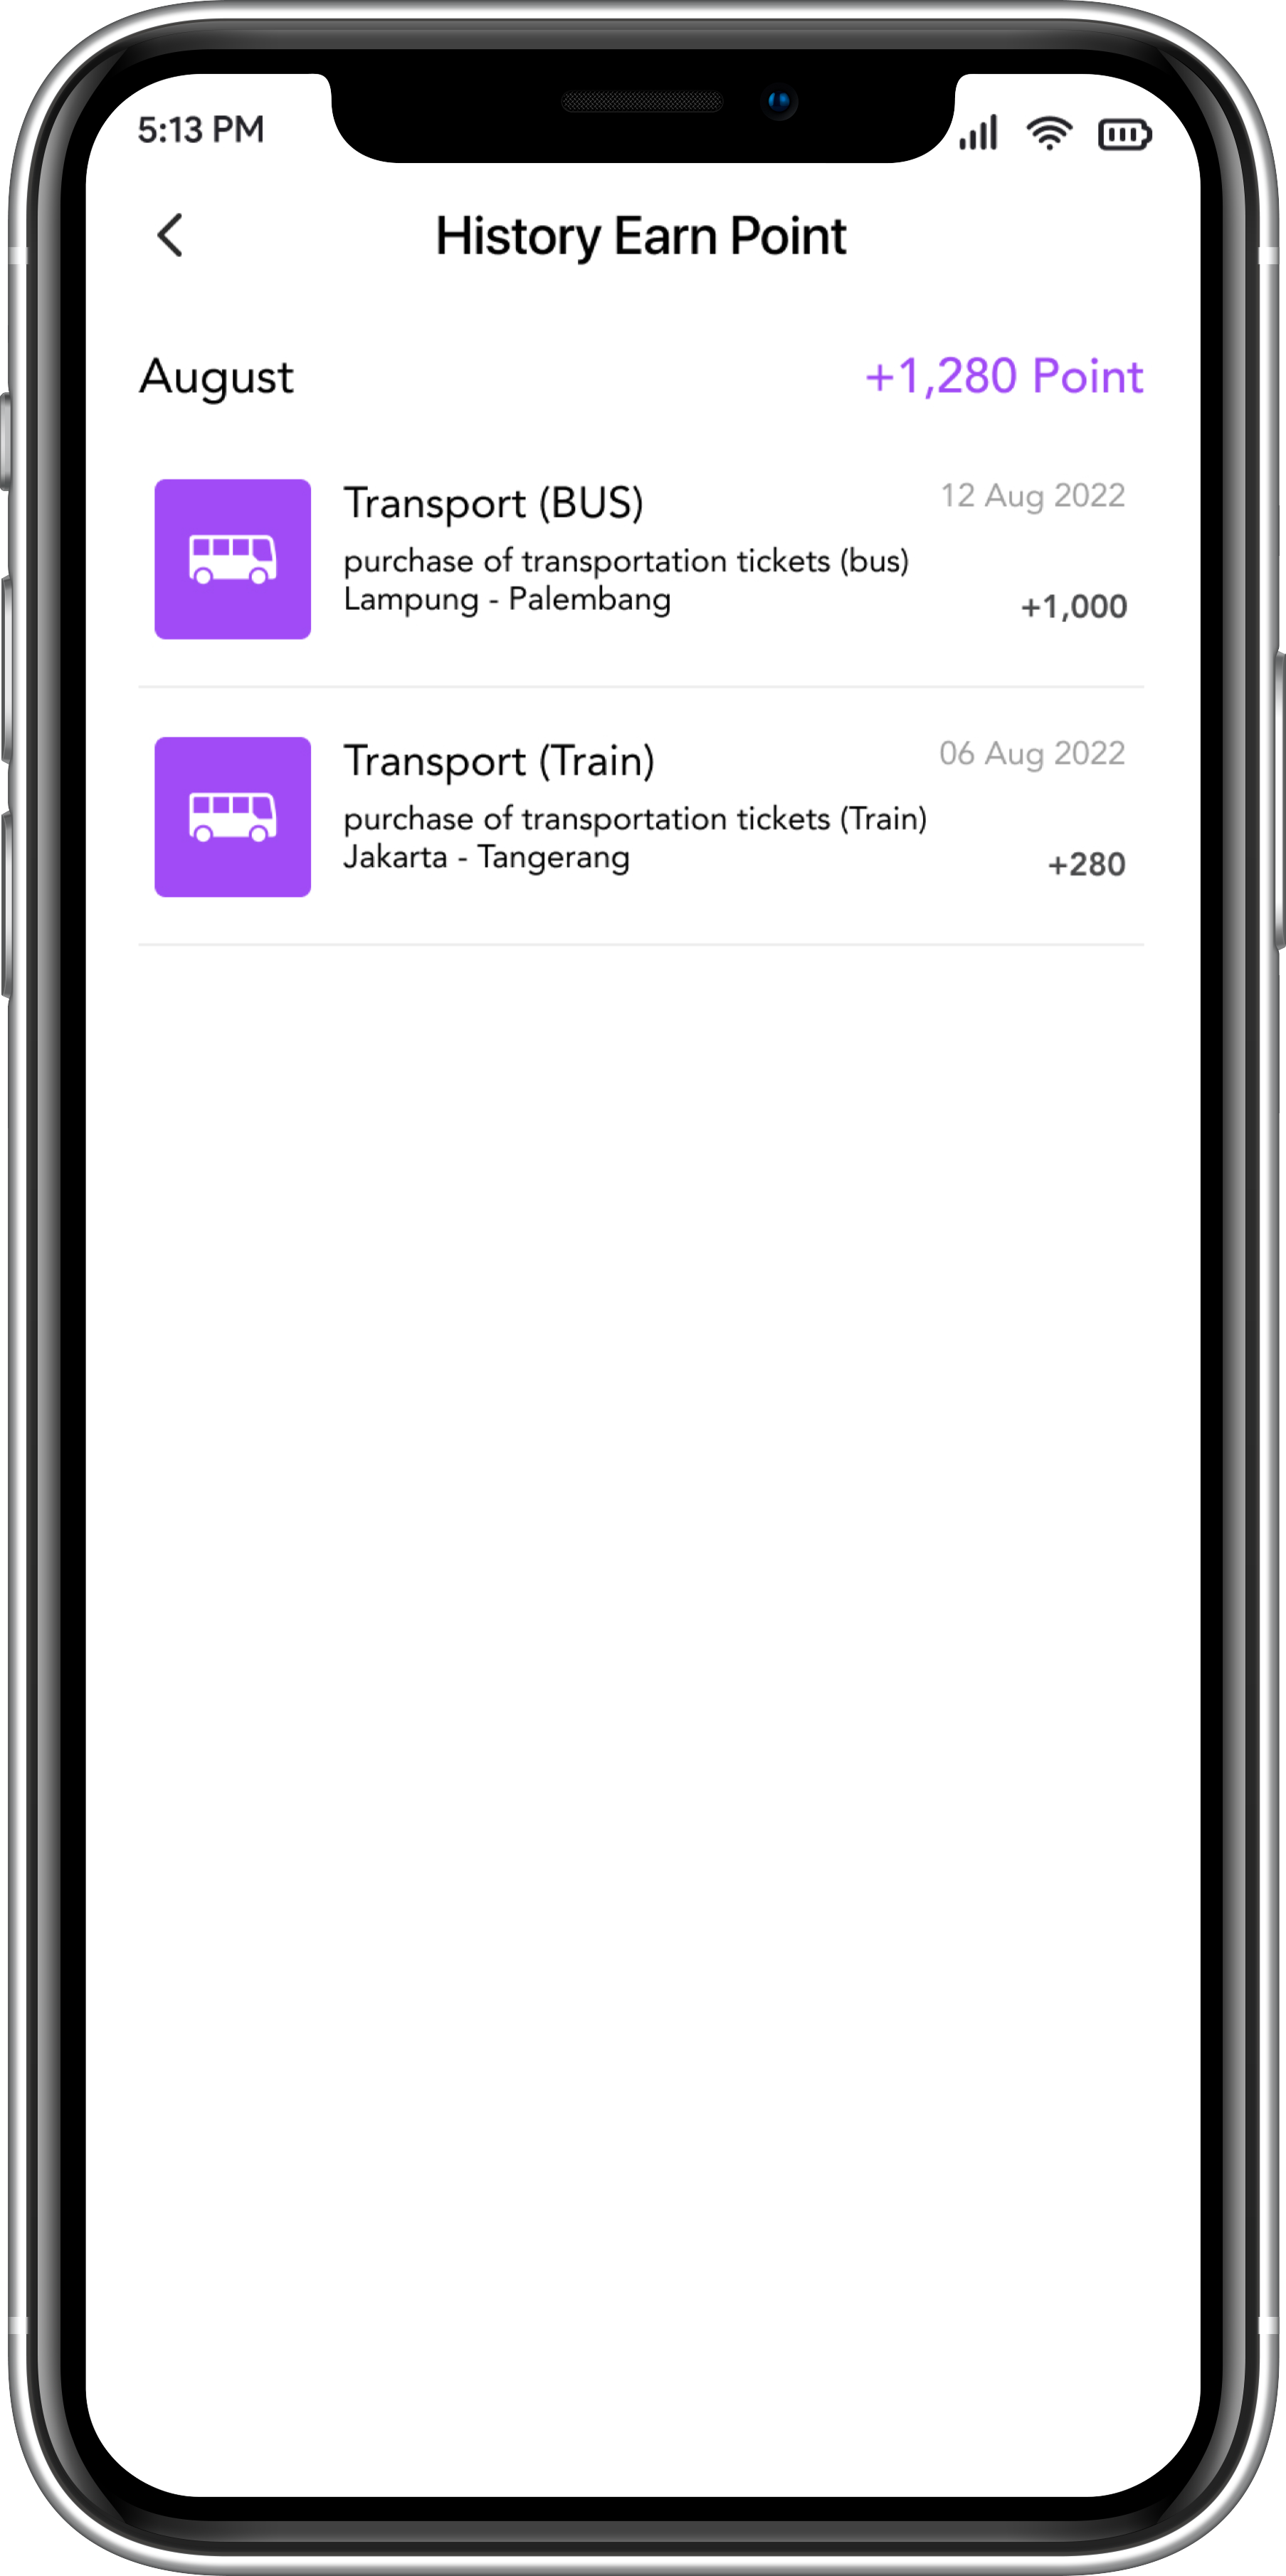 5:13 PM
History Earn Point
August
+1,280 Point
Transport (BUS)
12 Aug 2022
purchase of transportation tickets (bus)
Lampung - Palembang
+1,000
Transport (Train)
06 Aug 2022
purchase of transportation tickets (Train)
Jakarta - Tangerang
+280